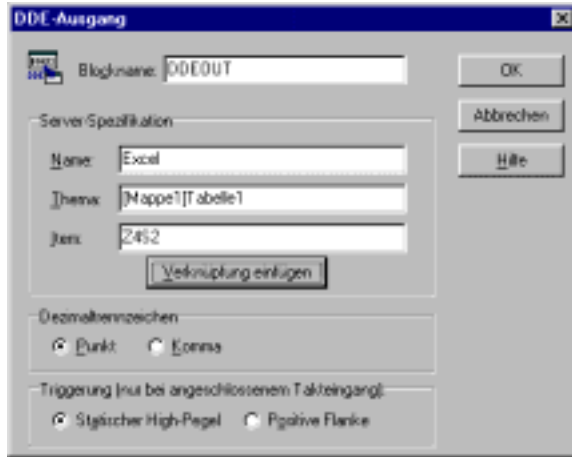 DDE-Ausgang
Blockname: DDEOUT
OK
Server-Spezifikation
Abbrechen
Name: Excel
Hilfe
Thema: [Mappe1]Tabelle1
Item: Z4S2
Verknüpfung einfügen
Dezimaltrennzeichen
Punkt Komma
Triggerung (nur bei angeschlossenem Takteingang):
Statischer High-Pegel Positive Flanke